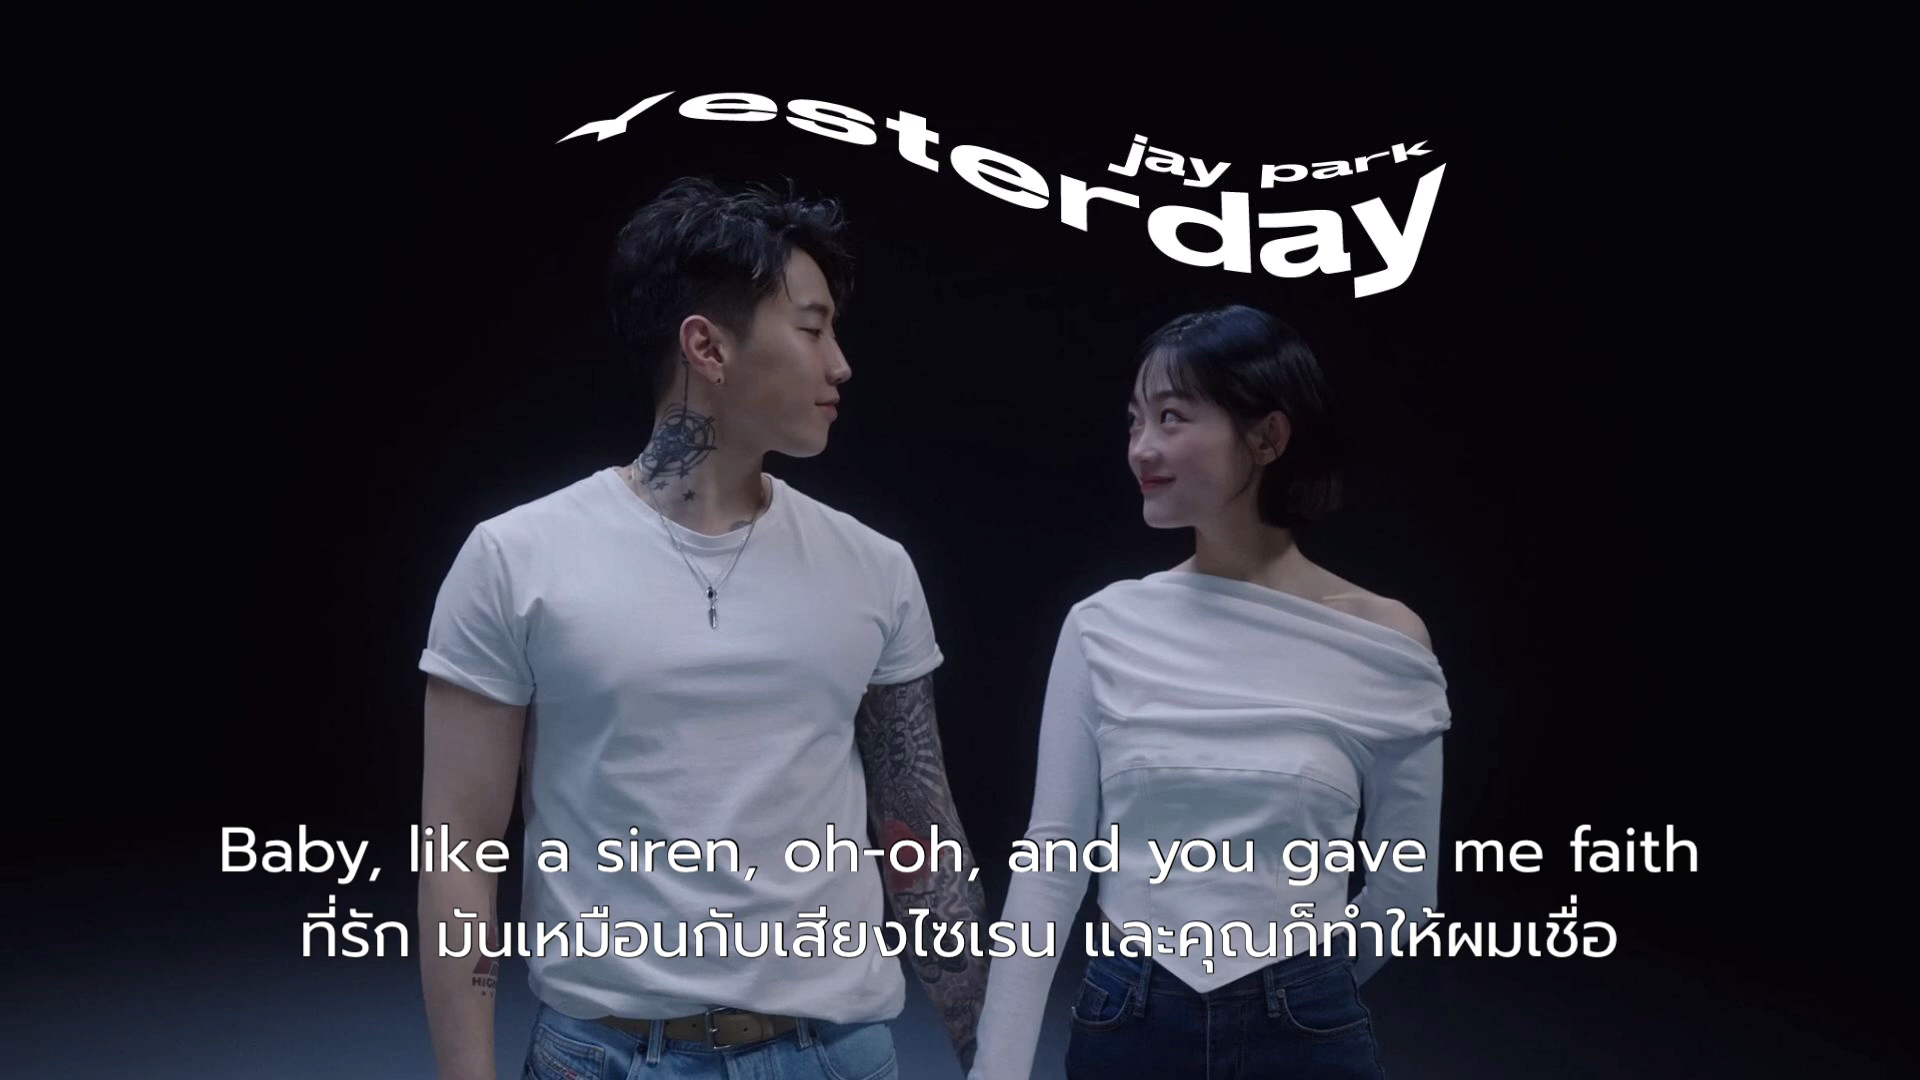 yesterday
jay park
Baby, like a siren, oh-oh, and you gave me faith
ที่รัก มันเหมือนกับเสียงไซเรน และคุณก็ทำให้ผมเชื่อ
HIGH